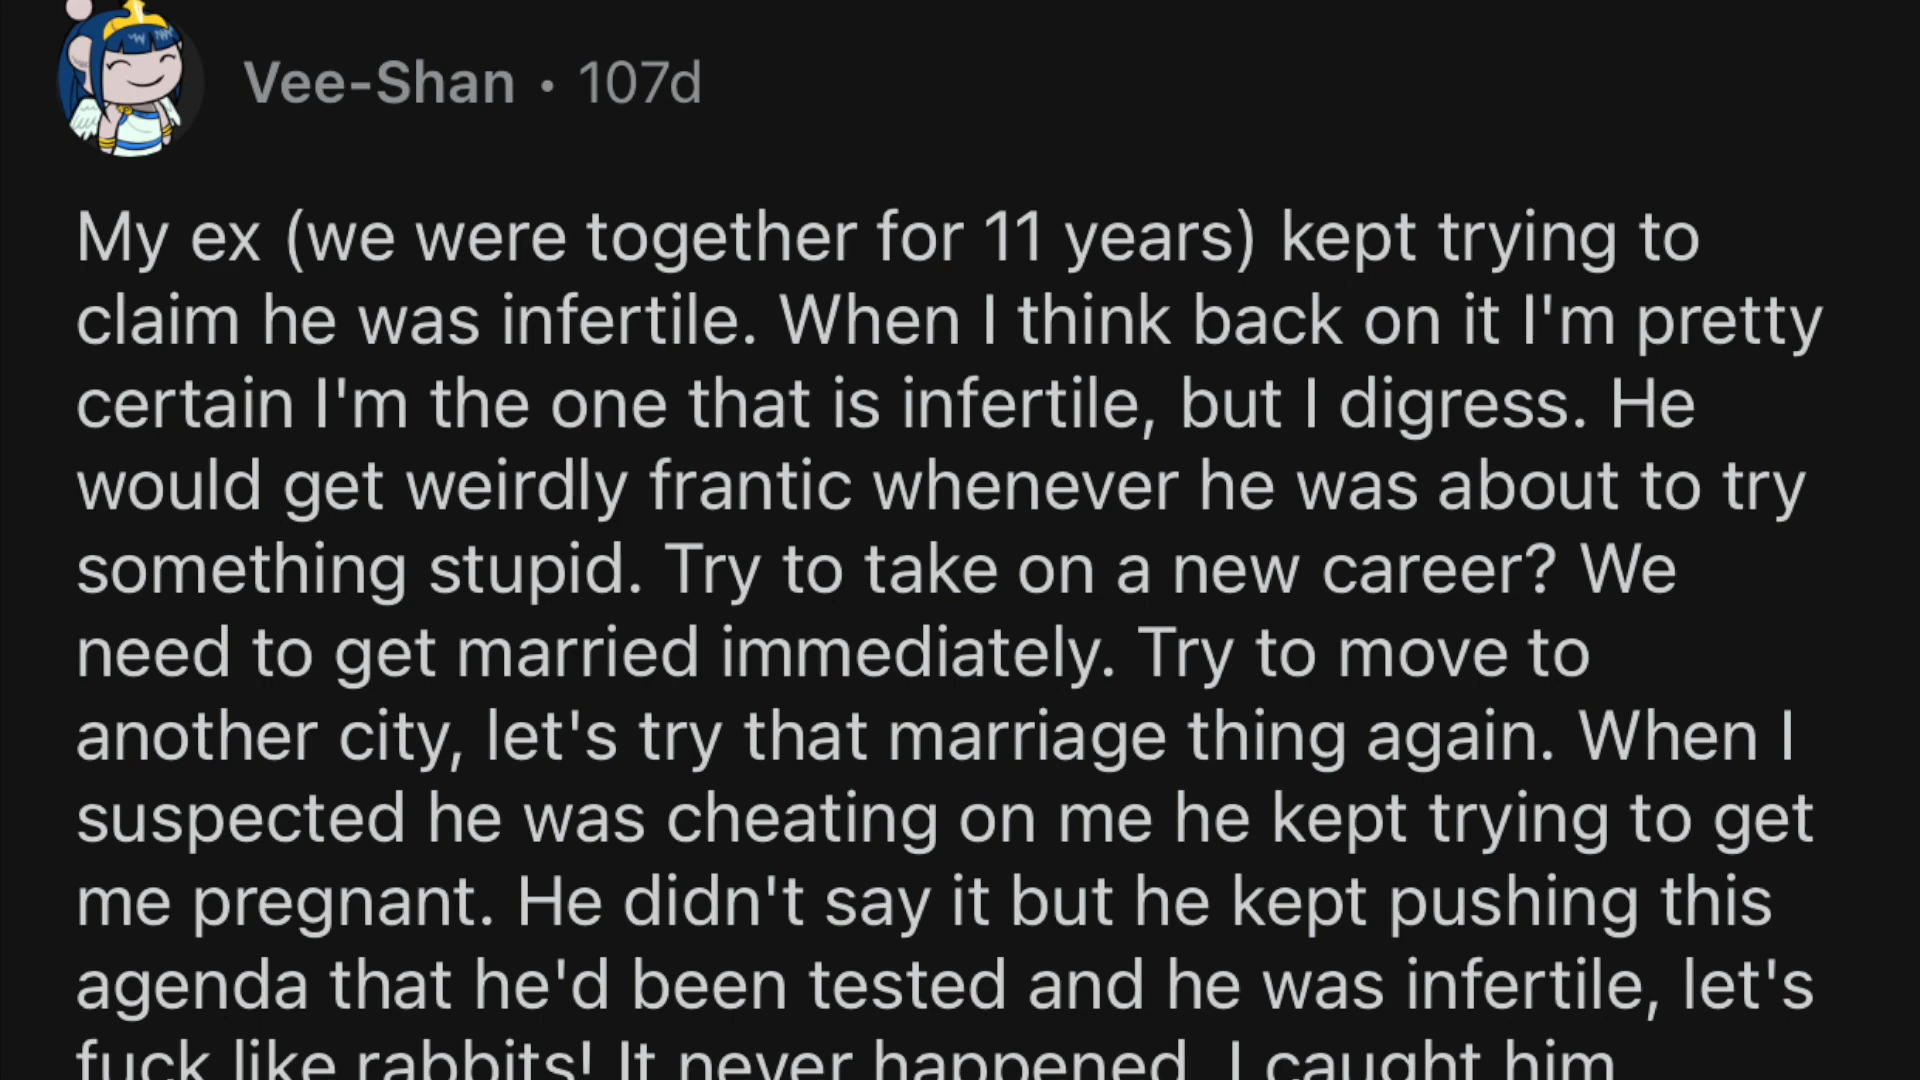 Vee-Shan • 107d
My ex (we were together for 11 years) kept trying to
claim he was infertile. When I think back on it I'm pretty
certain I'm the one that is infertile, but I digress. He
would get weirdly frantic whenever he was about to try
something stupid. Try to take on a new career? We
need to get married immediately. Try to move to
another city, let's try that marriage thing again. When I
suspected he was cheating on me he kept trying to get
me pregnant. He didn't say it but he kept pushing this
agenda that he'd been tested and he was infertile, let's
fuck like rabbits! It never happened. I caught him